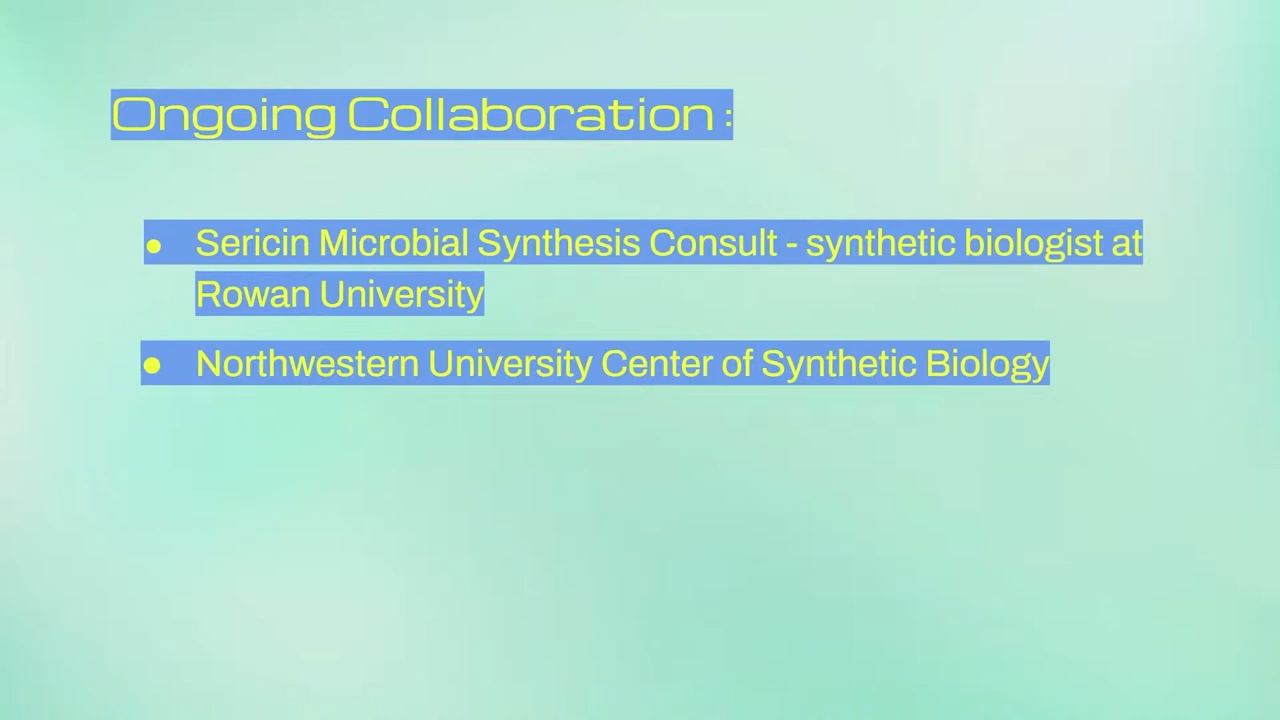 Ongoing Collaboration :
● Sericin Microbial Synthesis Consult - synthetic biologist at
Rowan University
● Northwestern University Center of Synthetic Biology